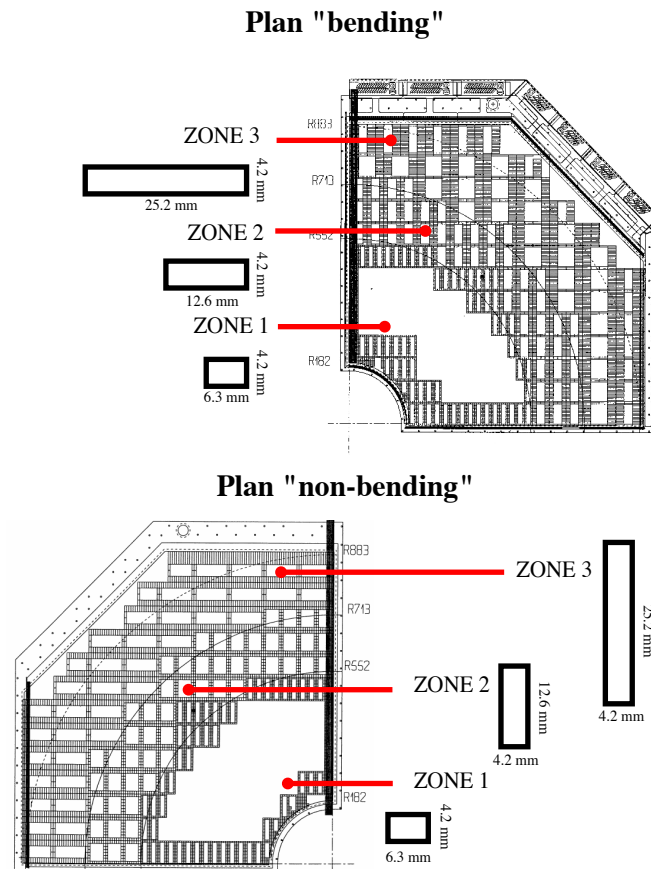 Plan "bending"
R883
ZONE 3
4.2 mm
25.2 mm
R713
ZONE 2
R552
4.2 mm
12.6 mm
ZONE 1
4.2 mm
6.3 mm
R182
Plan "non-bending"
R883
ZONE 3
25.2 mm
4.2 mm
R713
R552
ZONE 2
12.6 mm
4.2 mm
ZONE 1
R182
4.2 mm
6.3 mm